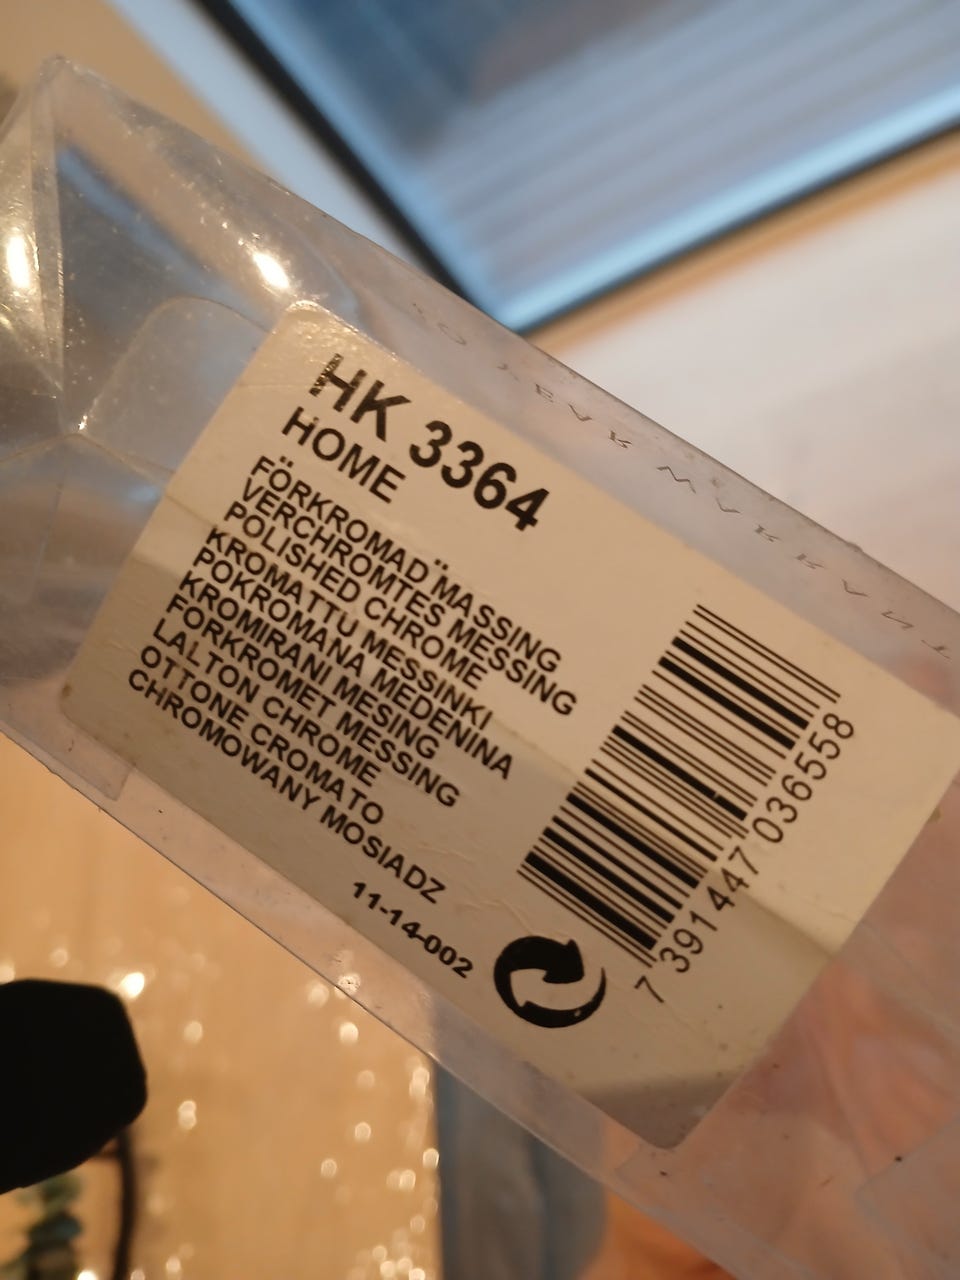 HK 3364
HOME
FÖRKROMAD MÄSSING
VERCHROMTES MESSING
POLISHED CHROME
KROMATTU MESSINKI
POKROMANA MEDENINA
KROMIRANI MESING
FORKROMET MESSING
LALTON CHROME
OTTONE CROMATO
CHROMOWANY MOSIADZ
11-14-002
7 391447 036558